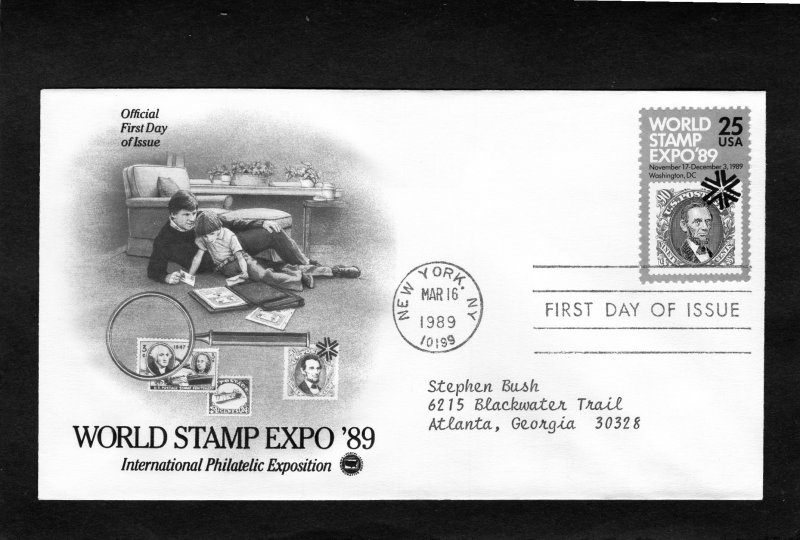 Official
First Day
of Issue
WORLD
STAMP
EXPO '89
25
USA
November 17-December 3, 1989
Washington, DC
U.S. POSTAGE
NEW YORK, NY
MAR 16
1989
10199
FIRST DAY OF ISSUE
1847
Stephen Bush
6215 Blackwater Trail
Atlanta, Georgia 30328
WORLD STAMP EXPO '89
International Philatelic Exposition